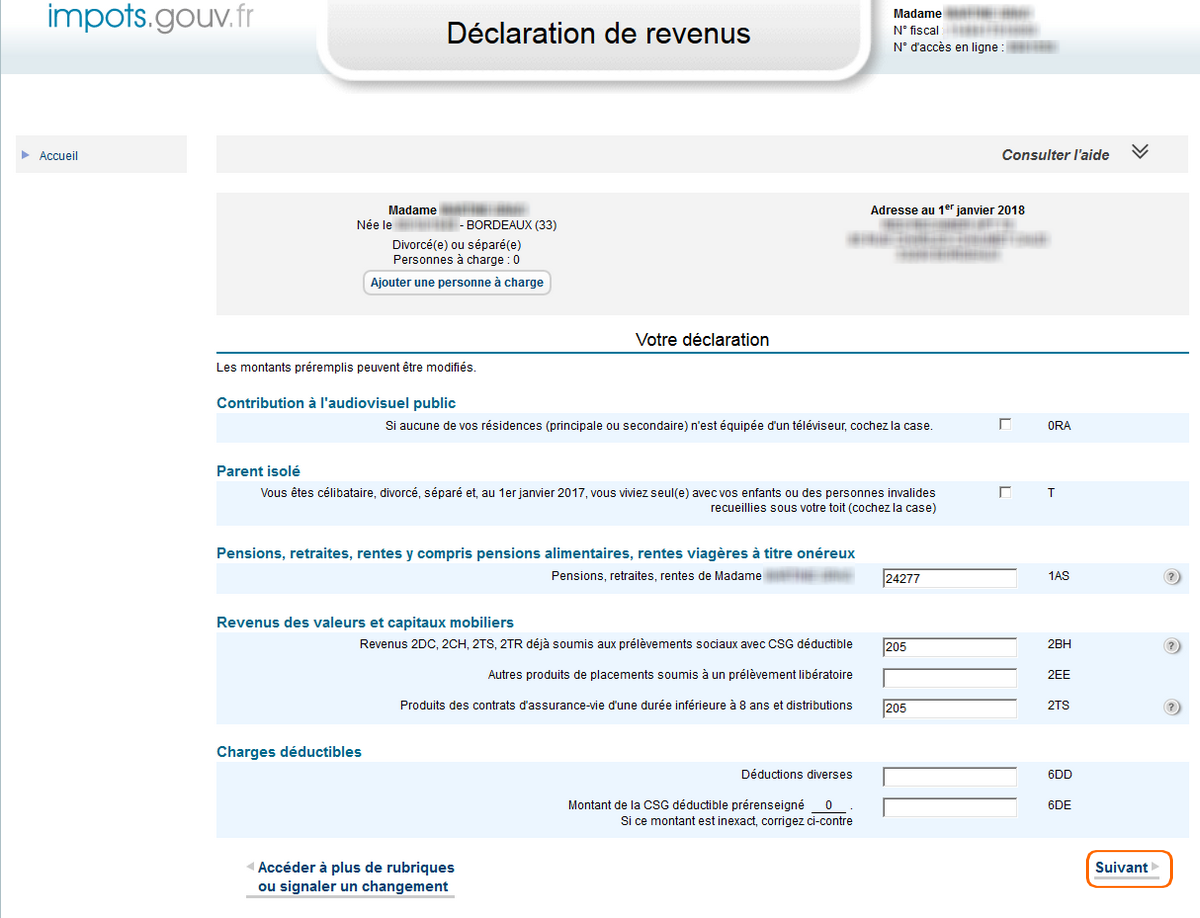 impots.gouv.fr
Déclaration de revenus
Madame
N° fiscal :
N° d'accès en ligne :
Accueil
Consulter l'aide
Madame
Née le - BORDEAUX (33)
Divorcé(e) ou séparé(e)
Personnes à charge : 0
Ajouter une personne à charge
Adresse au 1er janvier 2018
Votre déclaration
Les montants préremplis peuvent être modifiés.
Contribution à l'audiovisuel public
Si aucune de vos résidences (principale ou secondaire) n'est équipée d'un téléviseur, cochez la case. 0RA
Parent isolé
Vous êtes célibataire, divorcé, séparé et, au 1er janvier 2017, vous viviez seul(e) avec vos enfants ou des personnes invalides T
recueillies sous votre toit (cochez la case)
Pensions, retraites, rentes y compris pensions alimentaires, rentes viagères à titre onéreux
Pensions, retraites, rentes de Madame 24277 1AS ?
Revenus des valeurs et capitaux mobiliers
Revenus 2DC, 2CH, 2TS, 2TR déjà soumis aux prélèvements sociaux avec CSG déductible 205 2BH ?
Autres produits de placements soumis à un prélèvement libératoire 2EE
Produits des contrats d'assurance-vie d'une durée inférieure à 8 ans et distributions 205 2TS ?
Charges déductibles
Déductions diverses 6DD
Montant de la CSG déductible prérenseigné 0 . 6DE
Si ce montant est inexact, corrigez ci-contre
Accéder à plus de rubriques
ou signaler un changement
Suivant